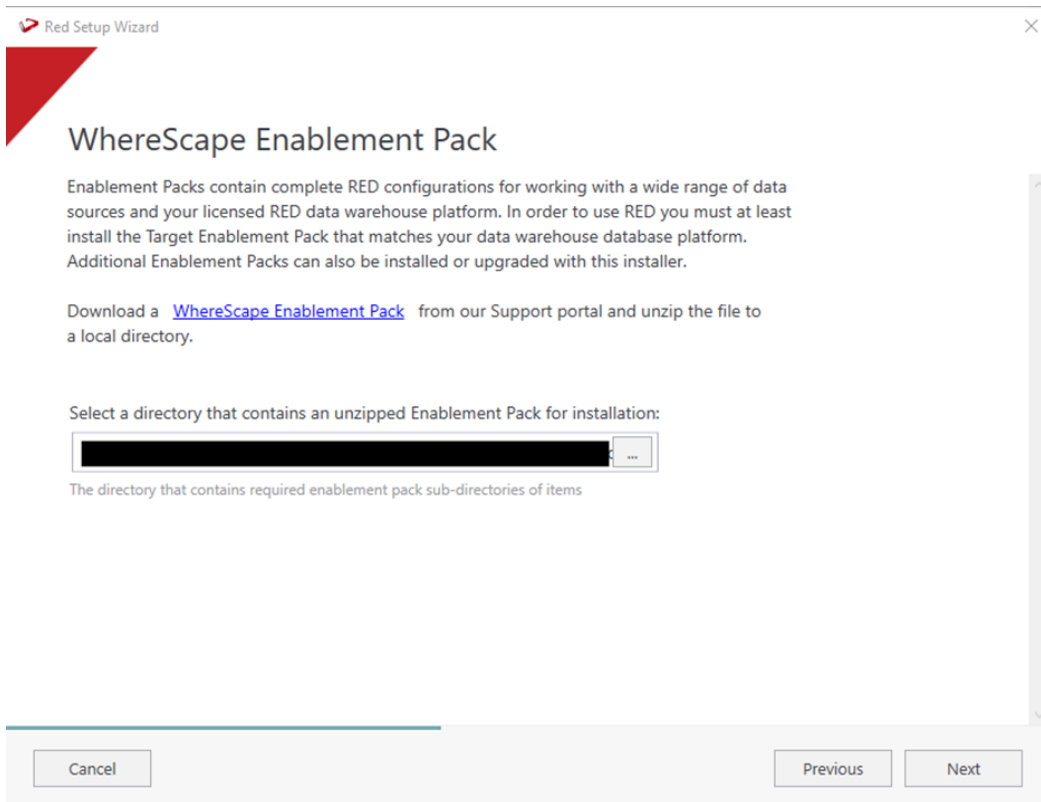 Red Setup Wizard
WhereScape Enablement Pack
Enablement Packs contain complete RED configurations for working with a wide range of data
sources and your licensed RED data warehouse platform. In order to use RED you must at least
install the Target Enablement Pack that matches your data warehouse database platform.
Additional Enablement Packs can also be installed or upgraded with this installer.
Download a WhereScape Enablement Pack from our Support portal and unzip the file to
a local directory.
Select a directory that contains an unzipped Enablement Pack for installation:
...
The directory that contains required enablement pack sub-directories of items
Cancel
Previous
Next